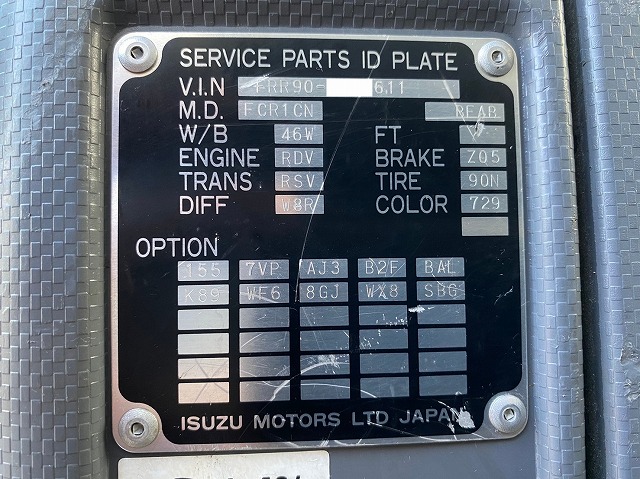 SERVICE PARTS ID PLATE
V.I.N FRR90- 611
M.D. FCR1CN REAB
W/B 46W FT
ENGINE RDV BRAKE Z05
TRANS RSV TIRE 90N
DIFF W8R COLOR 729
OPTION
155 7VP AJ3 B2F BAL
K89 WF6 8GJ WX8 SBG
ISUZU MOTORS LTD JAPAN